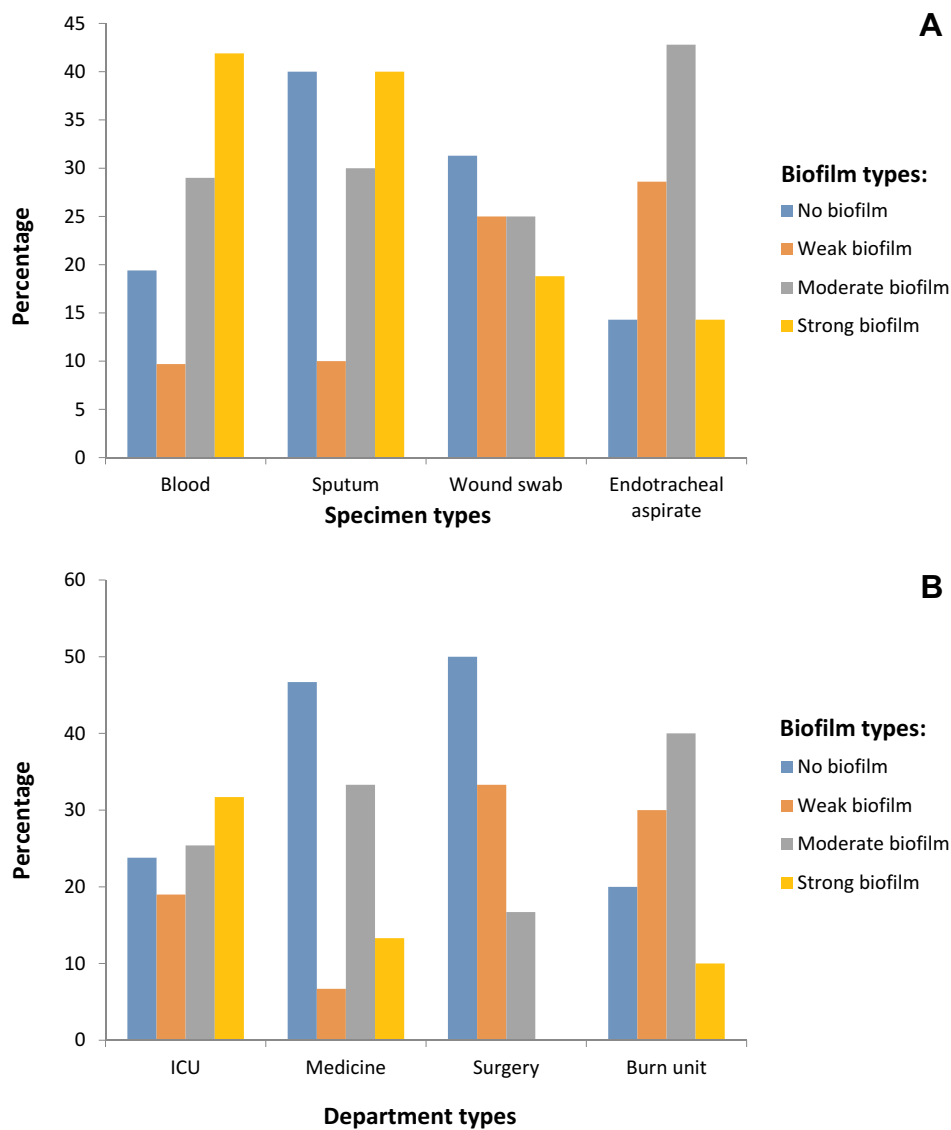 A
45
40
35
30
25
20
15
10
5
0
Percentage
Blood
Sputum
Wound swab
Endotracheal
aspirate
Specimen types
Biofilm types:
No biofilm
Weak biofilm
Moderate biofilm
Strong biofilm
B
60
50
40
30
20
10
0
Percentage
ICU
Medicine
Surgery
Burn unit
Department types
Biofilm types:
No biofilm
Weak biofilm
Moderate biofilm
Strong biofilm